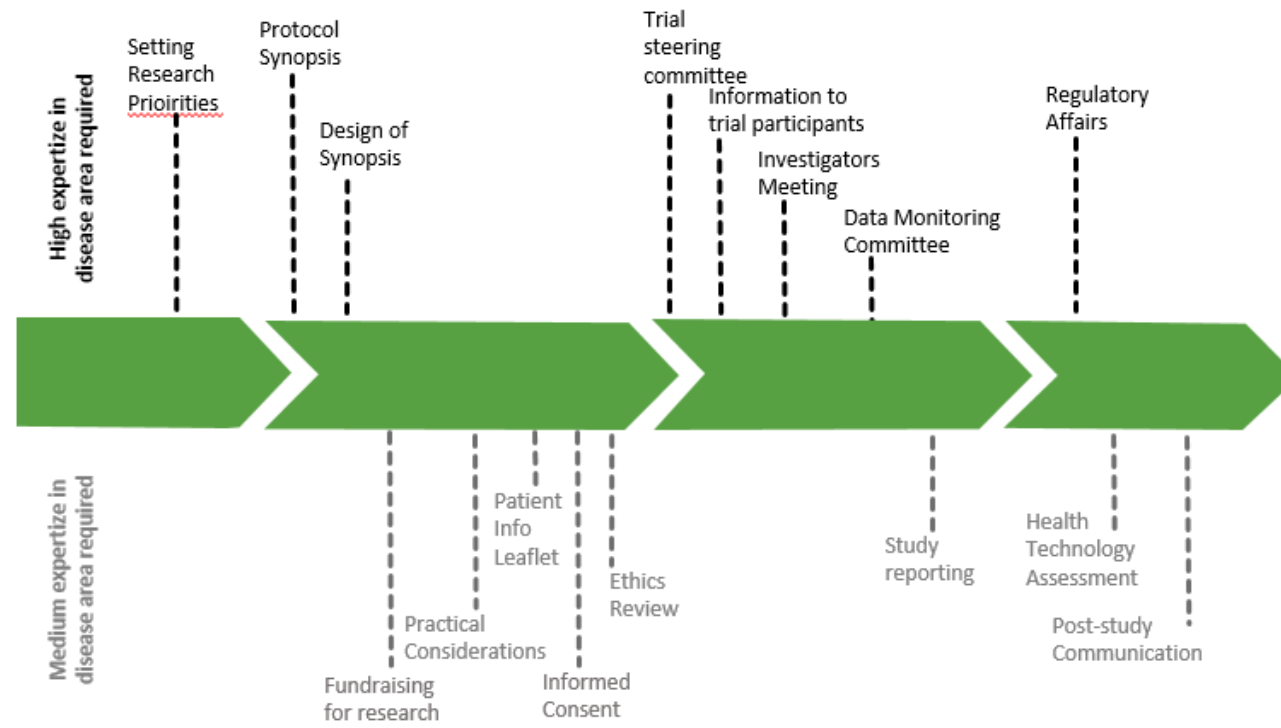 High expertize in
disease area required
Setting
Research
Prioirities
Protocol
Synopsis
Design of
Synopsis
Trial
steering
committee
Information to
trial participants
Investigators
Meeting
Data Monitoring
Committee
Regulatory
Affairs
Medium expertize in
disease area required
Fundraising
for research
Practical
Considerations
Patient
Info
Leaflet
Informed
Consent
Ethics
Review
Study
reporting
Health
Technology
Assessment
Post-study
Communication